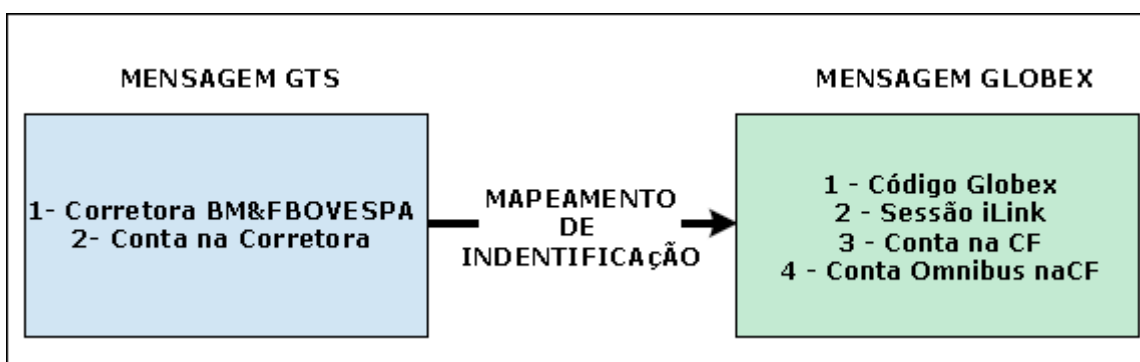 MENSAGEM GTS
1- Corretora BM&FBOVESPA
2- Conta na Corretora
MAPEAMENTO
DE
INDENTIFICAçÃO
MENSAGEM GLOBEX
1 - Código Globex
2 - Sessão iLink
3 - Conta na CF
4 - Conta Omnibus naCF